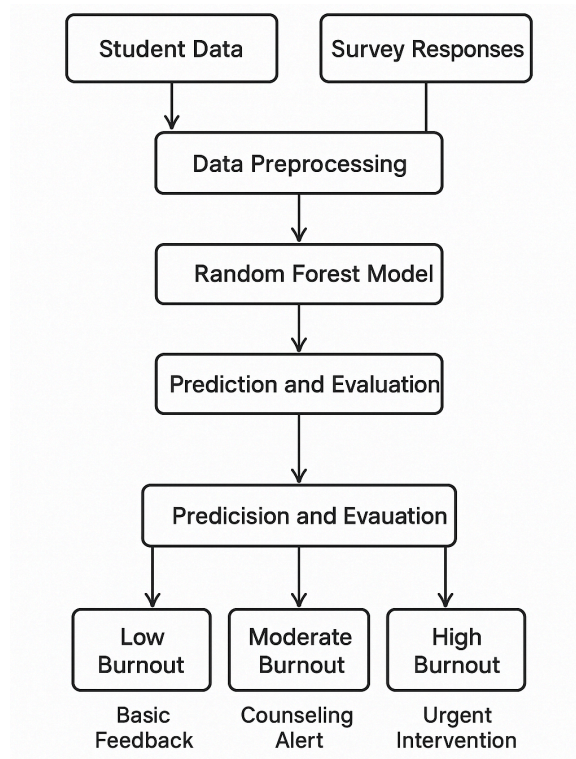 Student Data
Survey Responses
Data Preprocessing
Random Forest Model
Prediction and Evaluation
Predicision and Evauation
Low
Burnout
Moderate
Burnout
High
Burnout
Basic
Feedback
Counseling
Alert
Urgent
Intervention